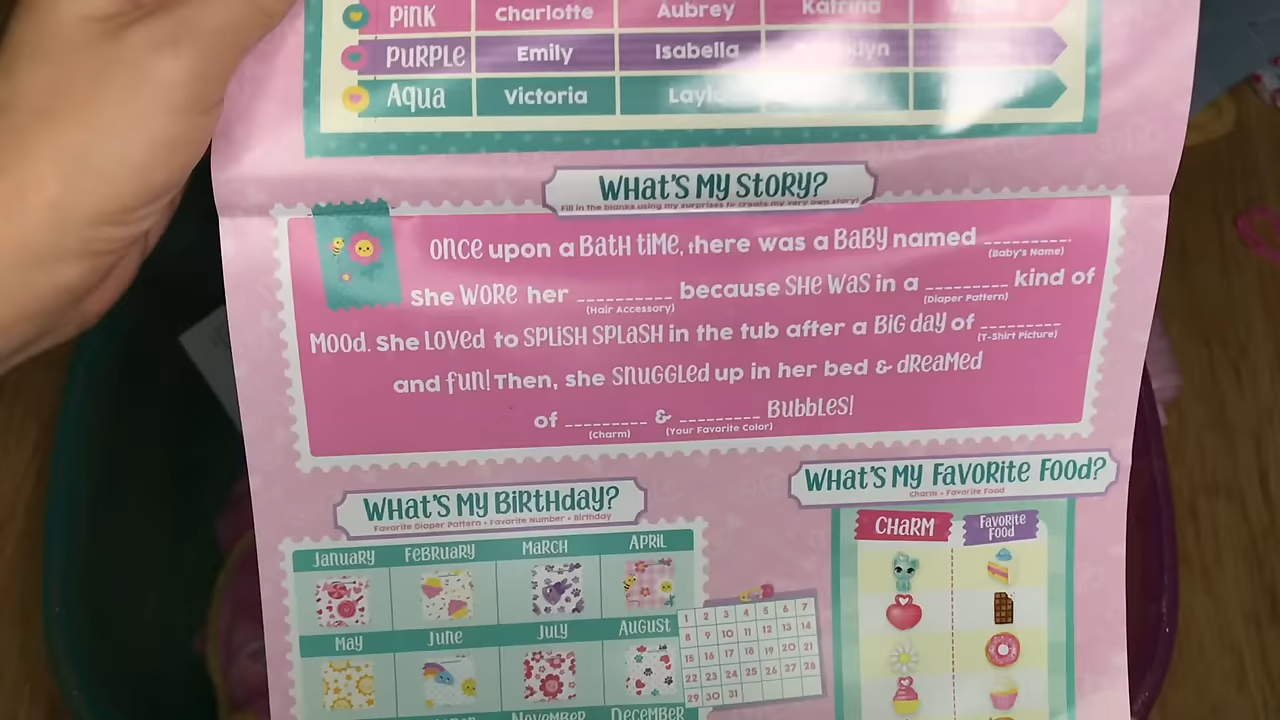 PiNK Charlotte Aubrey Katrina
PURPLE Emily Isabella
AQUA Victoria
WHAT'S MY STORY?
Fill in the blanks using my surprises to create my very own story!
ONCE upon a BATH TIME, there was a BABY named __________.
(Baby's Name)
She WORE her __________ because SHE WAS in a _________ kind of
(Hair Accessory) (Diaper Pattern)
MOOD. She LOVED to SPLISH SPLASH in the tub after a BIG day of _________
(T-Shirt Picture)
and fun! Then, she SNUGGLED up in her bed & dREAMED
of _________ & _________ BUBBLES!
(Charm) (Your Favorite Color)
WHAT'S MY BIRTHDAY?
Favorite Diaper Pattern • Favorite Number • Birthday
JANUARY FEBRUARY MARCH APRIL
MAY JUNE JULY AUGUST
NOVEMBER DECEMBER
1 2 3 4 5 6 7
8 9 10 11 12 13 14
15 16 17 18 19 20 21
22 23 24 25 26 27 28
29 30 31
WHAT'S MY FAVORITE FOOD?
Charm • Favorite Food
CHARM FAVORITE FOOD